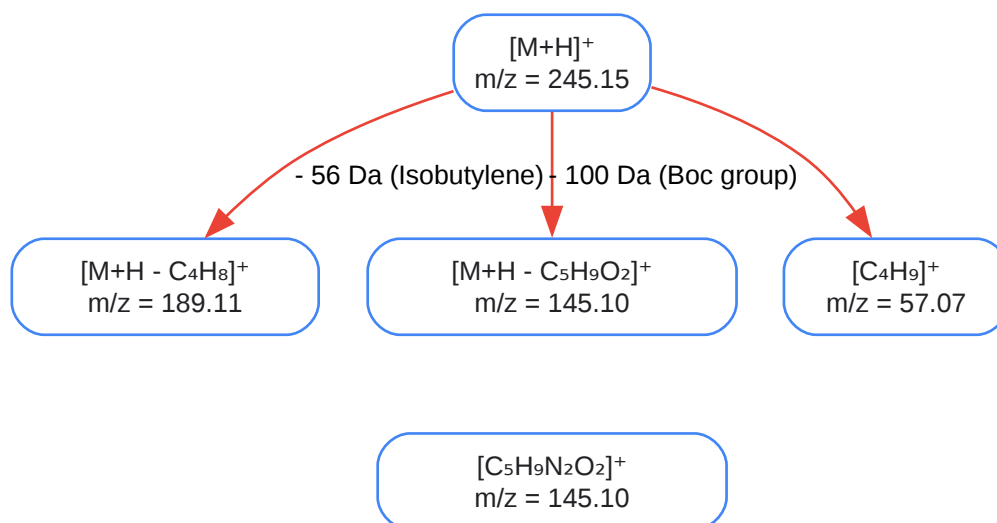 [M+H]⁺
m/z = 245.15
- 56 Da (Isobutylene)
- 100 Da (Boc group)
[M+H - C₄H₈]⁺
m/z = 189.11
[M+H - C₅H₉O₂]⁺
m/z = 145.10
[C₄H₉]⁺
m/z = 57.07
[C₅H₉N₂O₂]⁺
m/z = 145.10